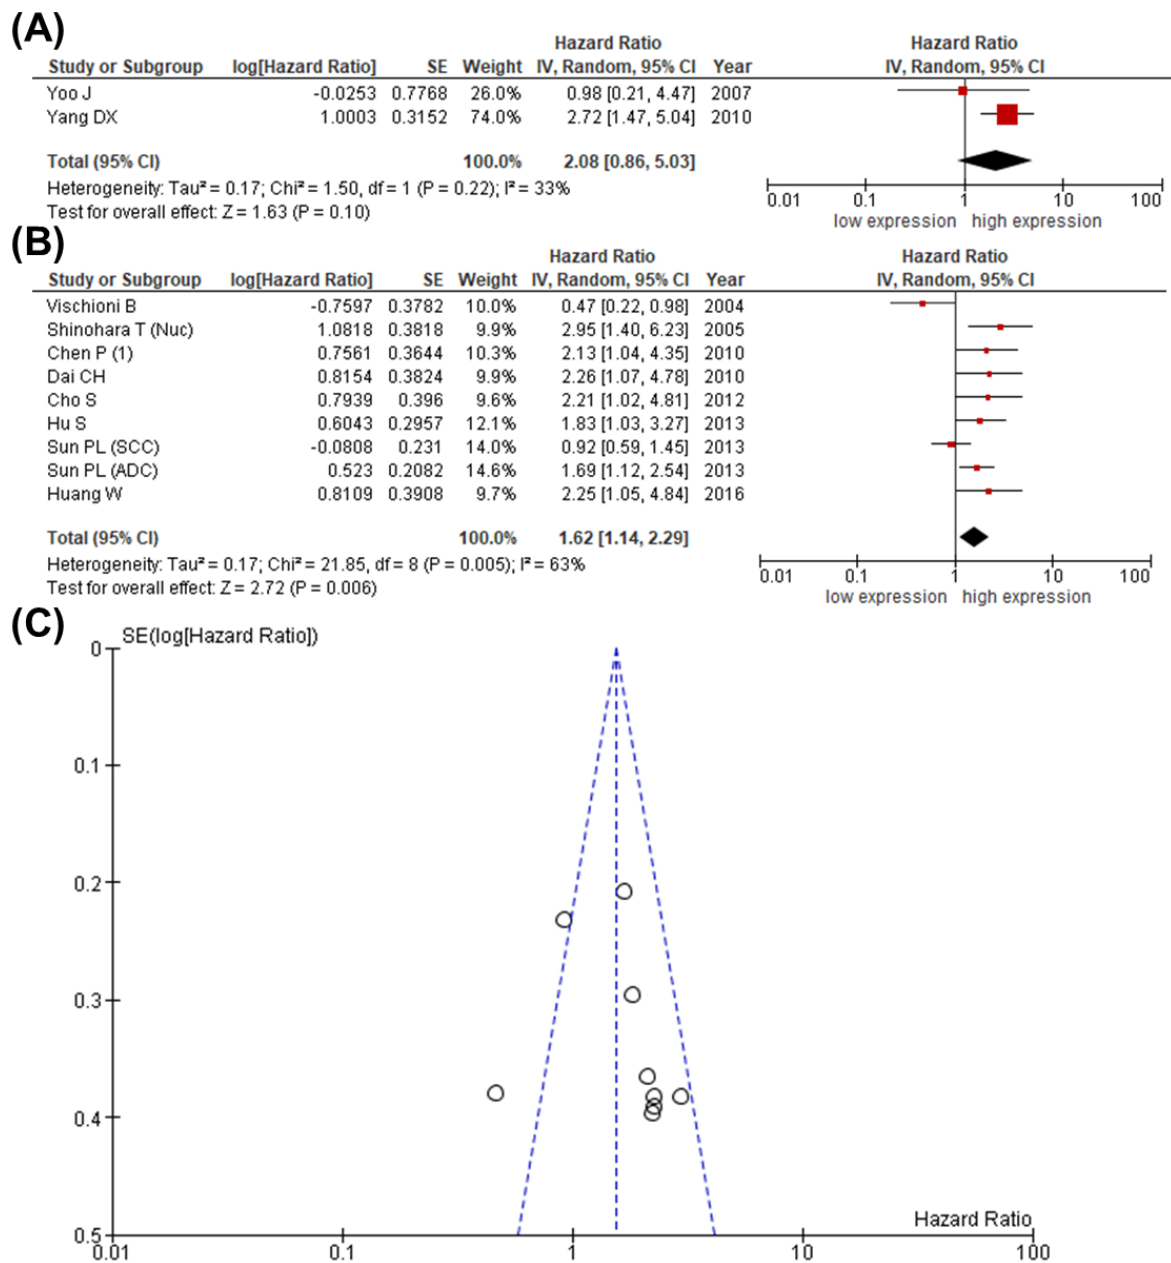 (A)
Hazard Ratio Hazard Ratio
Study or Subgroup log[Hazard Ratio] SE Weight IV, Random, 95% CI Year IV, Random, 95% CI
Yoo J -0.0253 0.7768 26.0% 0.98 [0.21, 4.47] 2007
Yang DX 1.0003 0.3152 74.0% 2.72 [1.47, 5.04] 2010
Total (95% CI) 100.0% 2.08 [0.86, 5.03]
Heterogeneity: Tau² = 0.17; Chi² = 1.50, df = 1 (P = 0.22); I² = 33%
Test for overall effect: Z = 1.63 (P = 0.10)
0.01 0.1 1 10 100
low expression high expression
(B)
Hazard Ratio Hazard Ratio
Study or Subgroup log[Hazard Ratio] SE Weight IV, Random, 95% CI Year IV, Random, 95% CI
Vischioni B -0.7597 0.3782 10.0% 0.47 [0.22, 0.98] 2004
Shinohara T (Nuc) 1.0818 0.3818 9.9% 2.95 [1.40, 6.23] 2005
Chen P (1) 0.7561 0.3644 10.3% 2.13 [1.04, 4.35] 2010
Dai CH 0.8154 0.3824 9.9% 2.26 [1.07, 4.78] 2010
Cho S 0.7939 0.396 9.6% 2.21 [1.02, 4.81] 2012
Hu S 0.6043 0.2957 12.1% 1.83 [1.03, 3.27] 2013
Sun PL (SCC) -0.0808 0.231 14.0% 0.92 [0.59, 1.45] 2013
Sun PL (ADC) 0.523 0.2082 14.6% 1.69 [1.12, 2.54] 2013
Huang W 0.8109 0.3908 9.7% 2.25 [1.05, 4.84] 2016
Total (95% CI) 100.0% 1.62 [1.14, 2.29]
Heterogeneity: Tau² = 0.17; Chi² = 21.85, df = 8 (P = 0.005); I² = 63%
Test for overall effect: Z = 2.72 (P = 0.006)
0.01 0.1 1 10 100
low expression high expression
(C)
SE(log[Hazard Ratio])
0
0.1
0.2
0.3
0.4
0.5
Hazard Ratio
0.01 0.1 1 10 100